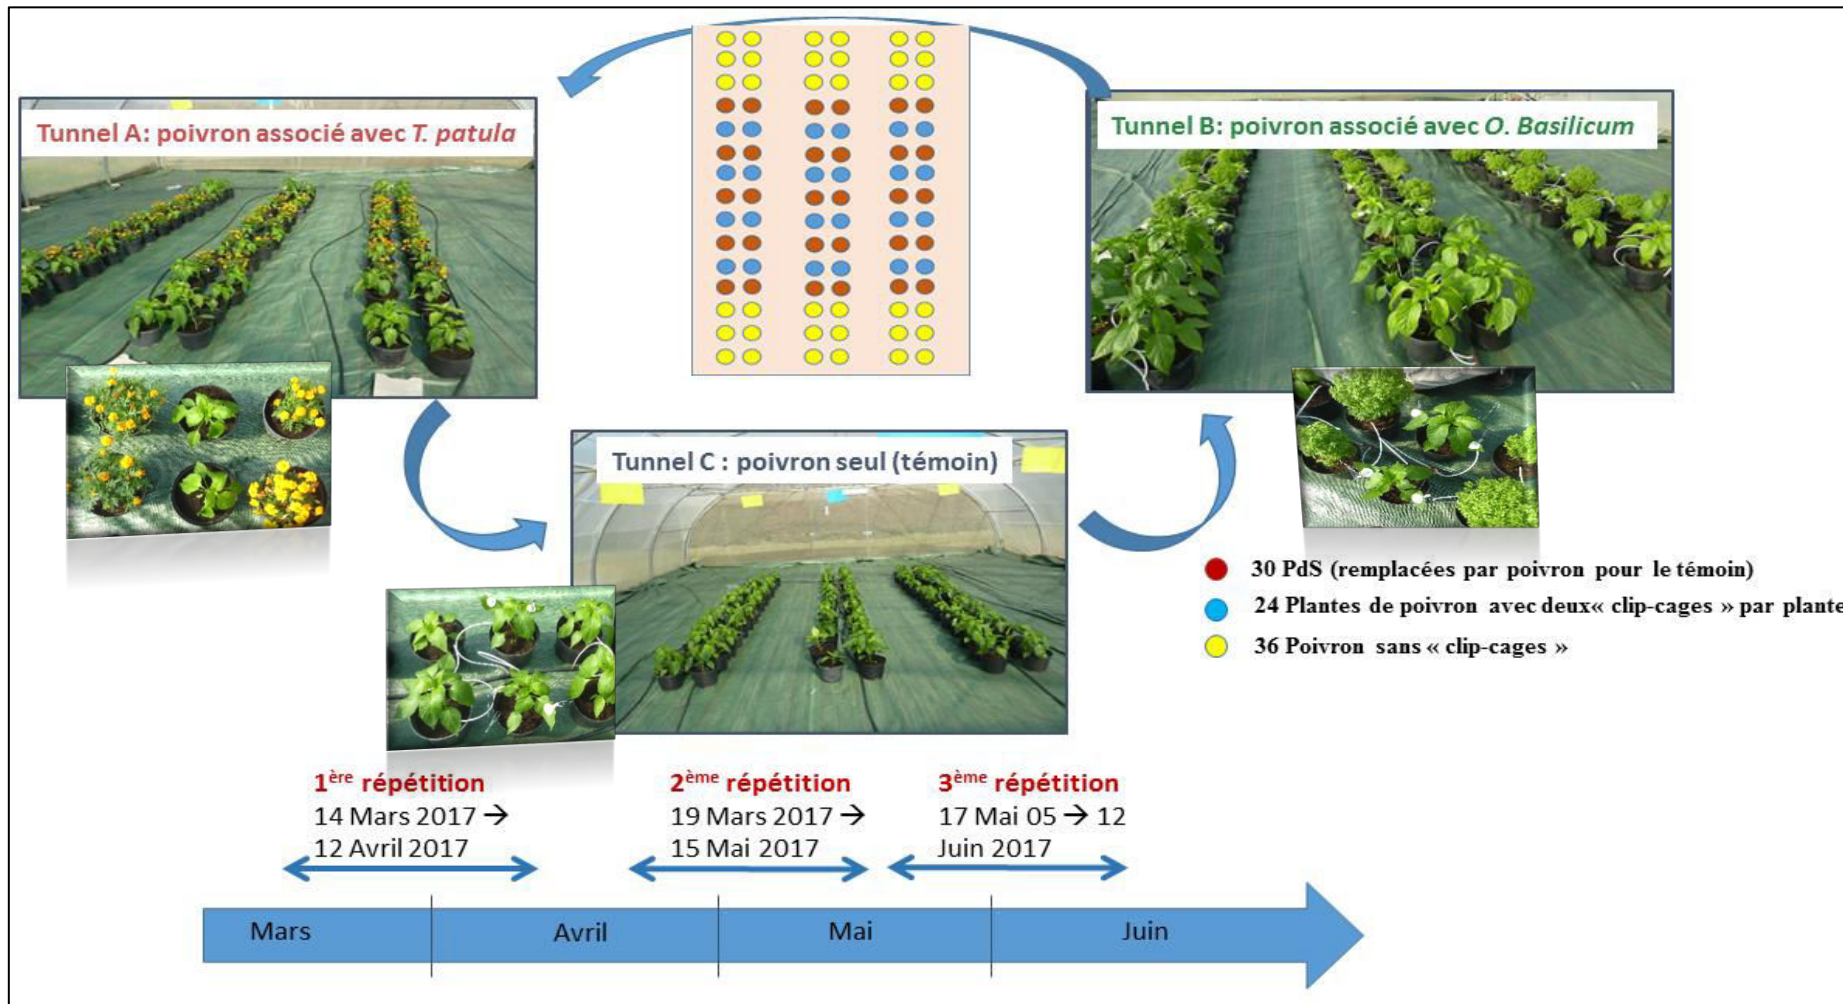 Tunnel A: poivron associé avec T. patula
Tunnel B: poivron associé avec O. Basilicum
Tunnel C : poivron seul (témoin)
30 PdS (remplacées par poivron pour le témoin)
24 Plantes de poivron avec deux« clip-cages » par plante
36 Poivron sans « clip-cages »
1ère répétition
14 Mars 2017 →
12 Avril 2017
2ème répétition
19 Mars 2017 →
15 Mai 2017
3ème répétition
17 Mai 05 → 12
Juin 2017
Mars
Avril
Mai
Juin